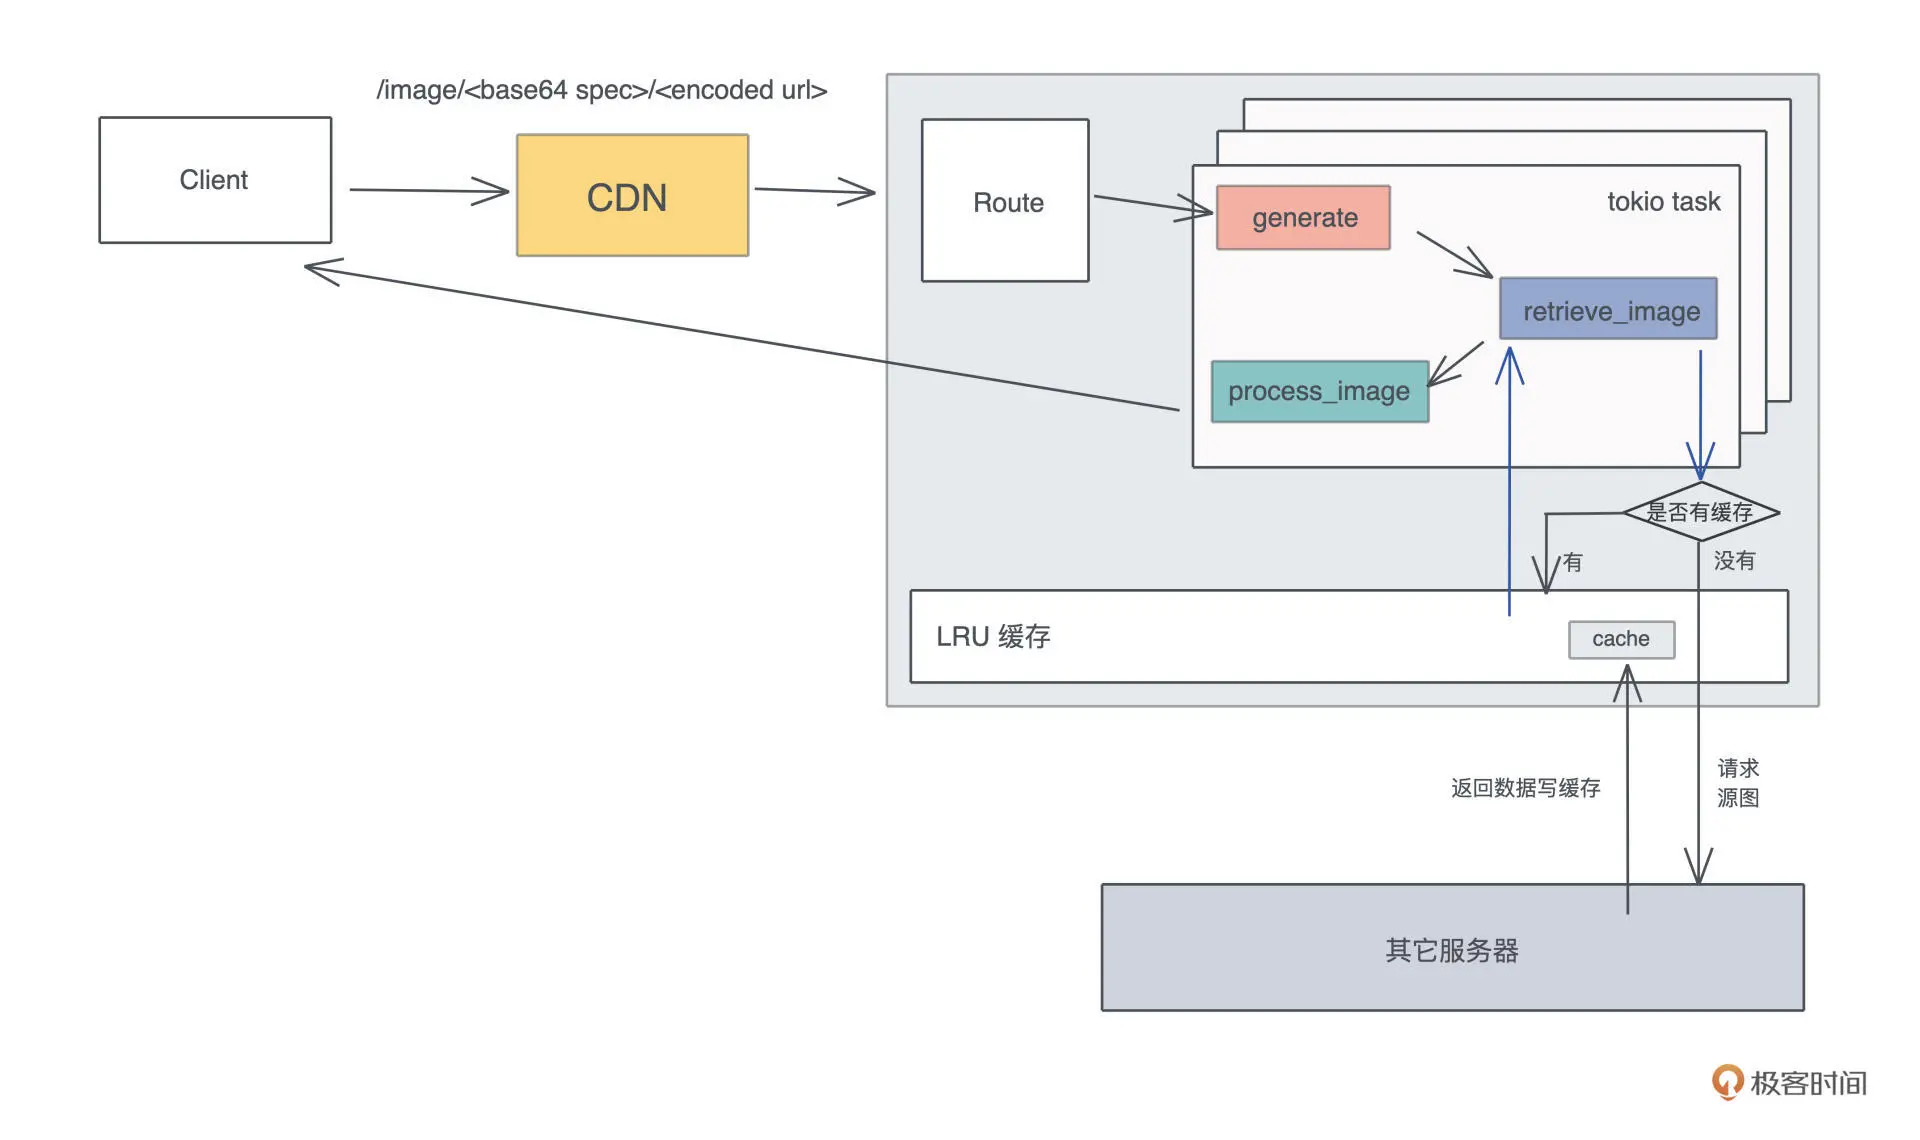 /image/<base64 spec>/<encoded url>
Client
CDN
Route
generate
tokio task
retrieve_image
process_image
是否有缓存
有
没有
LRU 缓存
cache
返回数据写缓存
请求
源图
其它服务器
极客时间